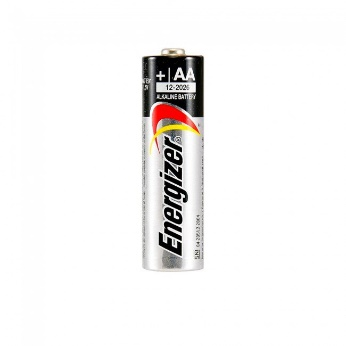 + AA
12-2026
ALKALINE BATTERY
Energizer